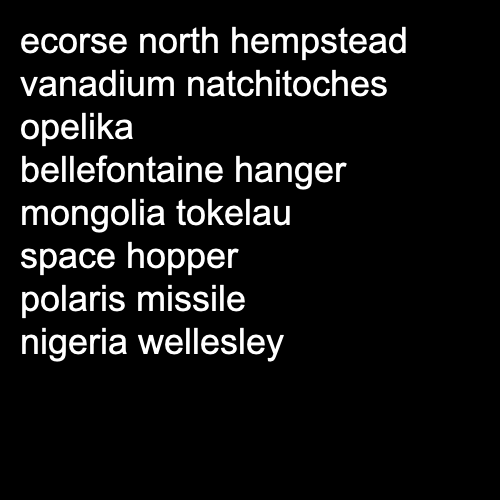 ecorse north hempstead
vanadium natchitoches
opelika
bellefontaine hanger
mongolia tokelau
space hopper
polaris missile
nigeria wellesley